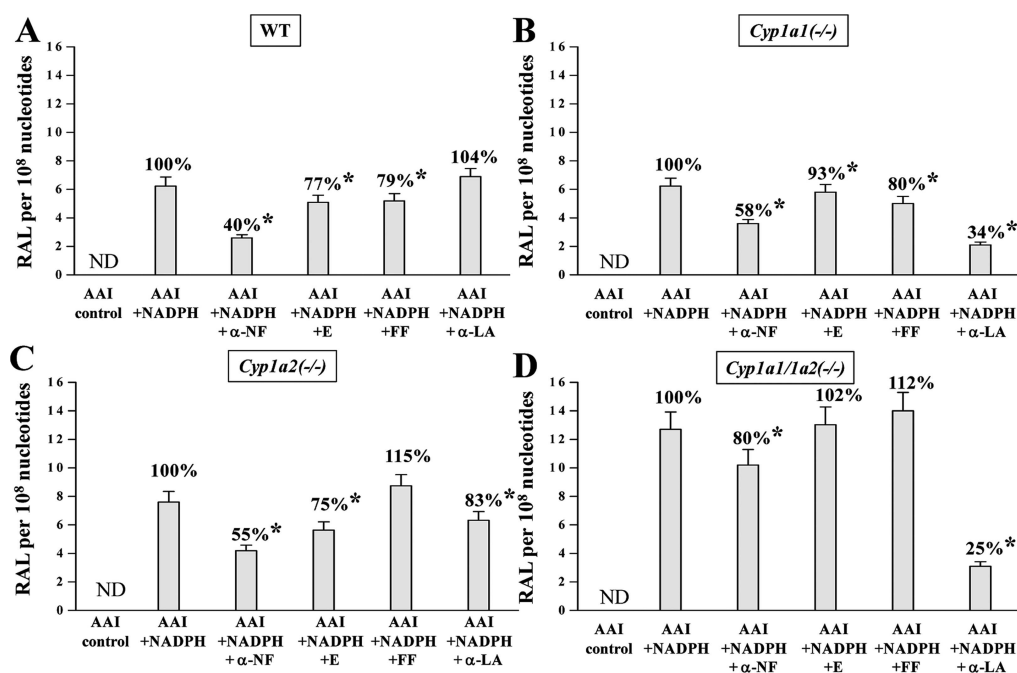 A
WT
RAL per 10⁸ nucleotides
16
14
12
10
8
6
4
2
0
ND
100%
40%*
77%*
79%*
104%
AAI AAI AAI AAI AAI AAI
control +NADPH +NADPH +NADPH +NADPH +NADPH
+α-NF +E +FF +α-LA
B
Cyp1a1(-/-)
RAL per 10⁸ nucleotides
16
14
12
10
8
6
4
2
0
ND
100%
58%*
93%*
80%*
34%*
AAI AAI AAI AAI AAI AAI
control +NADPH +NADPH +NADPH +NADPH +NADPH
+α-NF +E +FF +α-LA
C
Cyp1a2(-/-)
RAL per 10⁸ nucleotides
16
14
12
10
8
6
4
2
0
ND
100%
55%*
75%*
115%
83%*
AAI AAI AAI AAI AAI AAI
control +NADPH +NADPH +NADPH +NADPH +NADPH
+α-NF +E +FF +α-LA
D
Cyp1a1/1a2(-/-)
RAL per 10⁸ nucleotides
16
14
12
10
8
6
4
2
0
ND
100%
80%*
102%
112%
25%*
AAI AAI AAI AAI AAI AAI
control +NADPH +NADPH +NADPH +NADPH +NADPH
+α-NF +E +FF +α-LA